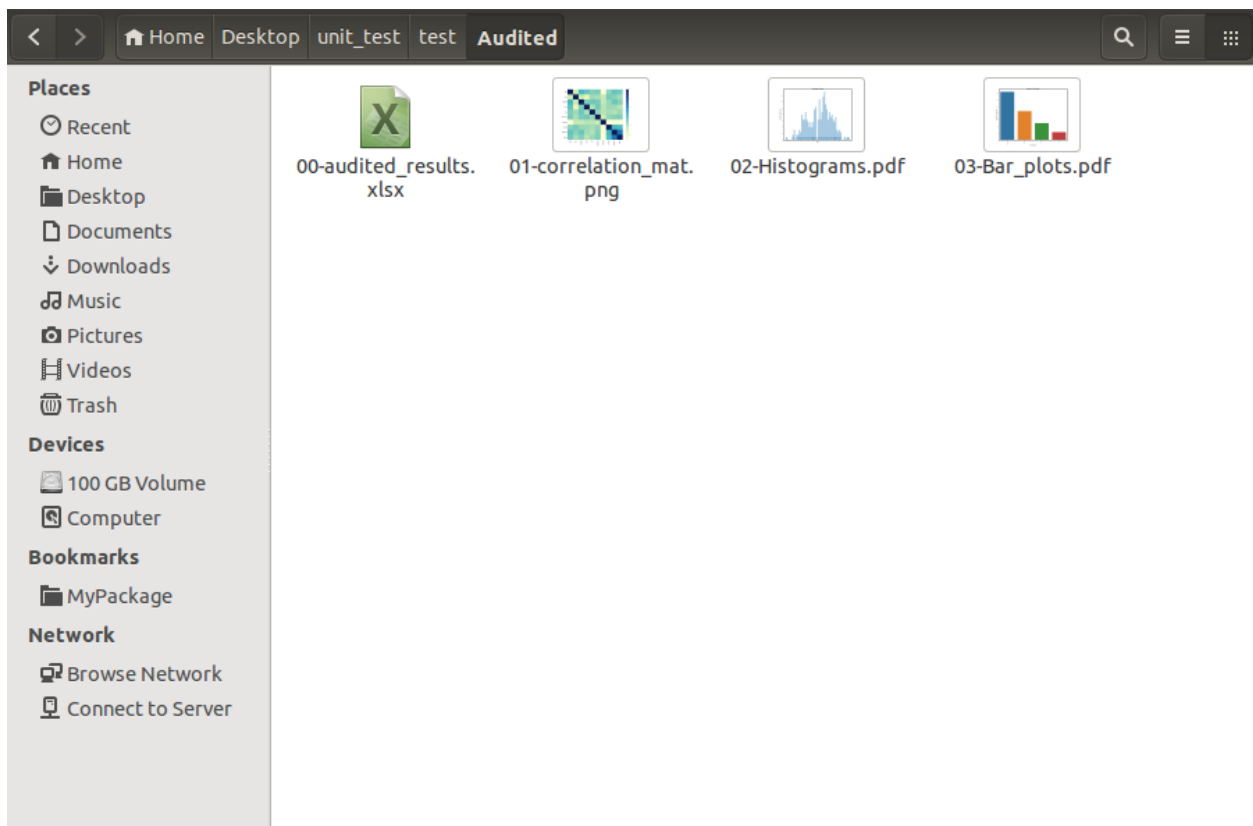 Home Desktop unit_test test Audited
Places
Recent
Home
Desktop
Documents
Downloads
Music
Pictures
Videos
Trash
Devices
100 GB Volume
Computer
Bookmarks
MyPackage
Network
Browse Network
Connect to Server
00-audited_results.
xlsx
01-correlation_mat.
png
02-Histograms.pdf
03-Bar_plots.pdf